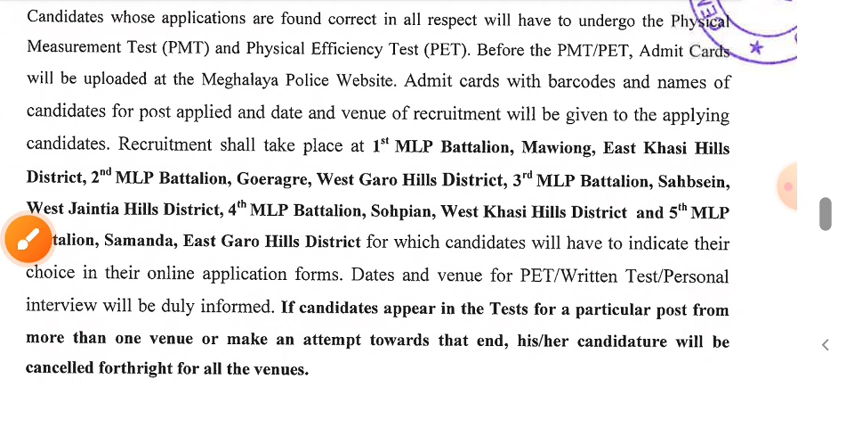 Candidates whose applications are found correct in all respect will have to undergo the Physical
Measurement Test (PMT) and Physical Efficiency Test (PET). Before the PMT/PET, Admit Cards
will be uploaded at the Meghalaya Police Website. Admit cards with barcodes and names of
candidates for post applied and date and venue of recruitment will be given to the applying
candidates. Recruitment shall take place at 1st MLP Battalion, Mawiong, East Khasi Hills
District, 2nd MLP Battalion, Goeragre, West Garo Hills District, 3rd MLP Battalion, Sahbsein,
West Jaintia Hills District, 4th MLP Battalion, Sohpian, West Khasi Hills District and 5th MLP
talion, Samanda, East Garo Hills District for which candidates will have to indicate their
choice in their online application forms. Dates and venue for PET/Written Test/Personal
interview will be duly informed. If candidates appear in the Tests for a particular post from
more than one venue or make an attempt towards that end, his/her candidature will be
cancelled forthright for all the venues.